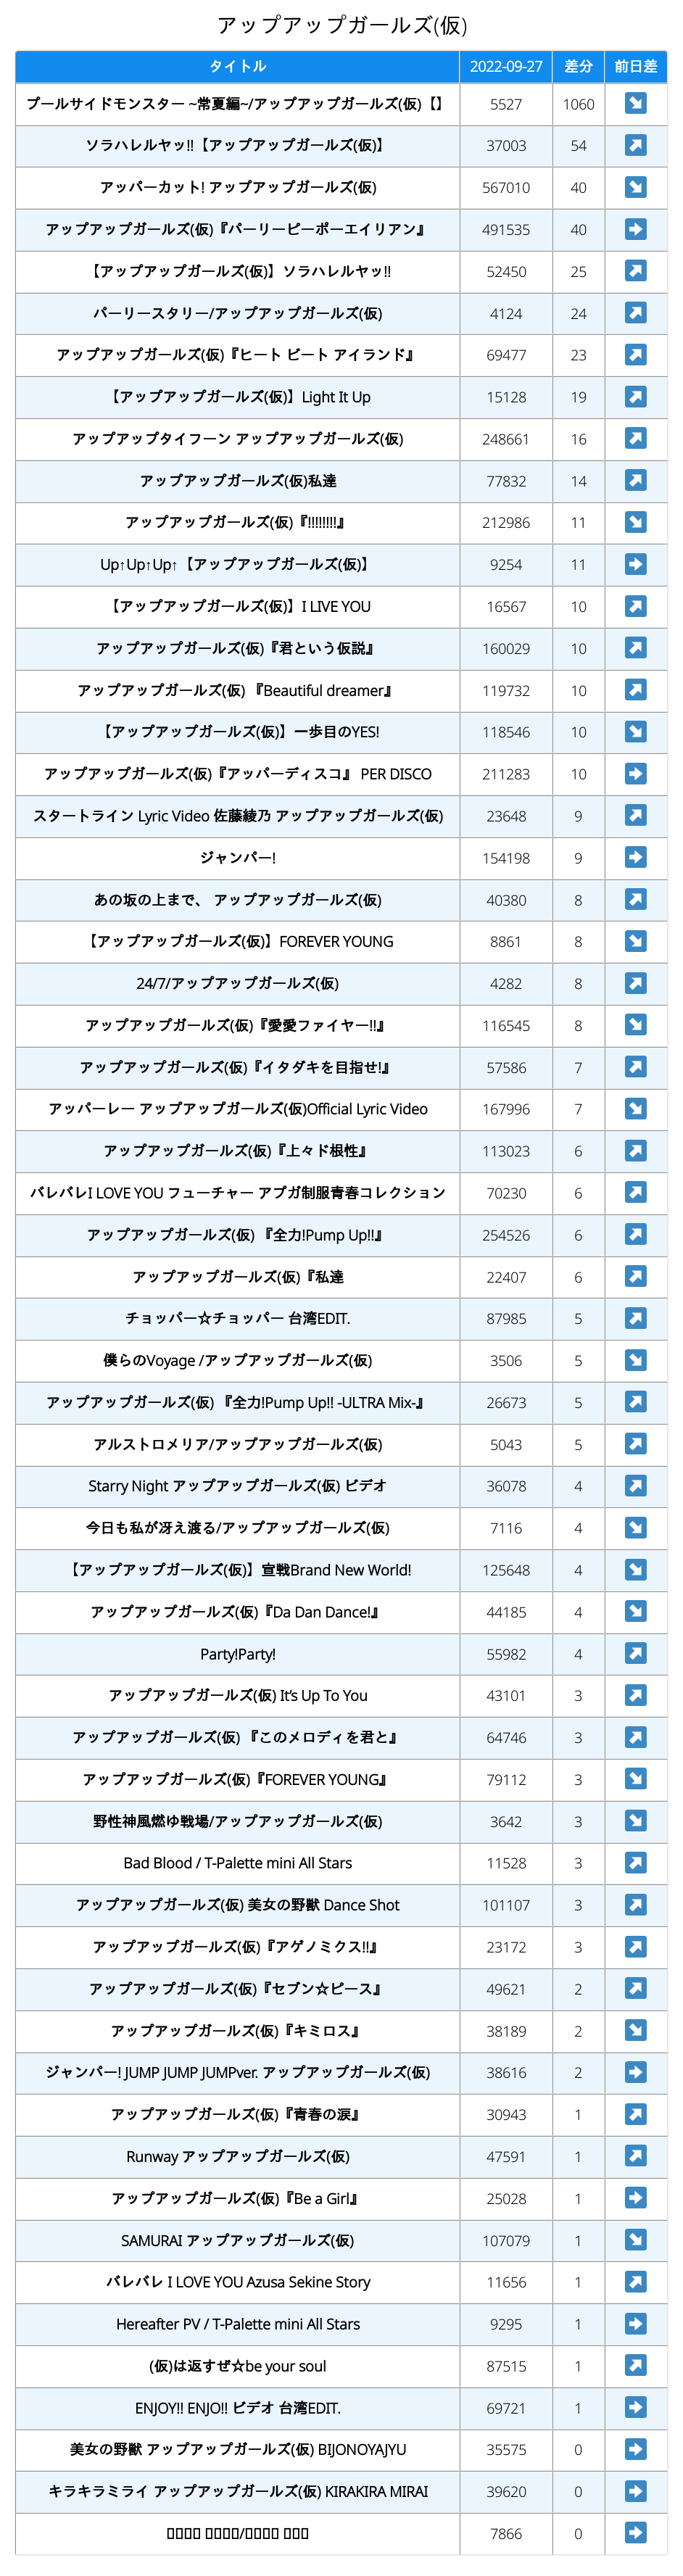 アップアップガールズ(仮)
タイトル 2022-09-27 差分 前日差
プールサイドモンスター ~常夏編~/アップアップガールズ(仮)【】 5527 1060 ↘
ソラハレルヤッ!!【アップアップガールズ(仮)】 37003 54 ↗
アッパーカット! アップアップガールズ(仮) 567010 40 ↘
アップアップガールズ(仮)『パーリーピーポーエイリアン』 491535 40 ➡
【アップアップガールズ(仮)】ソラハレルヤッ!! 52450 25 ↗
パーリースタリー/アップアップガールズ(仮) 4124 24 ↗
アップアップガールズ(仮)『ヒート ビート アイランド』 69477 23 ↗
【アップアップガールズ(仮)】Light It Up 15128 19 ↗
アップアップタイフーン アップアップガールズ(仮) 248661 16 ↗
アップアップガールズ(仮)私達 77832 14 ↗
アップアップガールズ(仮)『!!!!!!!!』 212986 11 ↘
Up↑Up↑Up↑【アップアップガールズ(仮)】 9254 11 ➡
【アップアップガールズ(仮)】I LIVE YOU 16567 10 ↗
アップアップガールズ(仮)『君という仮説』 160029 10 ↗
アップアップガールズ(仮) 『Beautiful dreamer』 119732 10 ↗
【アップアップガールズ(仮)】一歩目のYES! 118546 10 ↘
アップアップガールズ(仮)『アッパーディスコ』 PER DISCO 211283 10 ➡
スタートライン Lyric Video 佐藤綾乃 アップアップガールズ(仮) 23648 9 ↗
ジャンパー! 154198 9 ➡
あの坂の上まで、 アップアップガールズ(仮) 40380 8 ↗
【アップアップガールズ(仮)】FOREVER YOUNG 8861 8 ↘
24/7/アップアップガールズ(仮) 4282 8 ↗
アップアップガールズ(仮)『愛愛ファイヤー!!』 116545 8 ↘
アップアップガールズ(仮)『イタダキを目指せ!』 57586 7 ↗
アッパーレー アップアップガールズ(仮)Official Lyric Video 167996 7 ↘
アップアップガールズ(仮)『上々ド根性』 113023 6 ↗
バレバレI LOVE YOU フューチャー アプガ制服青春コレクション 70230 6 ↗
アップアップガールズ(仮) 『全力!Pump Up!!』 254526 6 ↗
アップアップガールズ(仮)『私達 22407 6 ↗
チョッパー☆チョッパー 台湾EDIT. 87985 5 ↗
僕らのVoyage /アップアップガールズ(仮) 3506 5 ↘
アップアップガールズ(仮) 『全力!Pump Up!! -ULTRA Mix-』 26673 5 ↗
アルストロメリア/アップアップガールズ(仮) 5043 5 ↗
Starry Night アップアップガールズ(仮) ビデオ 36078 4 ↗
今日も私が冴え渡る/アップアップガールズ(仮) 7116 4 ↘
【アップアップガールズ(仮)】宣戦Brand New World! 125648 4 ↘
アップアップガールズ(仮)『Da Dan Dance!』 44185 4 ↘
Party!Party! 55982 4 ↗
アップアップガールズ(仮) It's Up To You 43101 3 ↗
アップアップガールズ(仮) 『このメロディを君と』 64746 3 ↗
アップアップガールズ(仮)『FOREVER YOUNG』 79112 3 ↘
野性神風燃ゆ戦場/アップアップガールズ(仮) 3642 3 ↘
Bad Blood / T-Palette mini All Stars 11528 3 ↗
アップアップガールズ(仮) 美女の野獣 Dance Shot 101107 3 ↗
アップアップガールズ(仮)『アゲノミクス!!』 23172 3 ↗
アップアップガールズ(仮)『セブン☆ピース』 49621 2 ↗
アップアップガールズ(仮)『キミロス』 38189 2 ↘
ジャンパー! JUMP JUMP JUMPver. アップアップガールズ(仮) 38616 2 ➡
アップアップガールズ(仮)『青春の涙』 30943 1 ↗
Runway アップアップガールズ(仮) 47591 1 ↗
アップアップガールズ(仮)『Be a Girl』 25028 1 ➡
SAMURAI アップアップガールズ(仮) 107079 1 ↘
バレバレ I LOVE YOU Azusa Sekine Story 11656 1 ↗
Hereafter PV / T-Palette mini All Stars 9295 1 ➡
(仮)は返すぜ☆be your soul 87515 1 ↗
ENJOY!! ENJO!! ビデオ 台湾EDIT. 69721 1 ➡
美女の野獣 アップアップガールズ(仮) BIJONOYAJYU 35575 0 ➡
キラキラミライ アップアップガールズ(仮) KIRAKIRA MIRAI 39620 0 ➡
7866 0 ➡